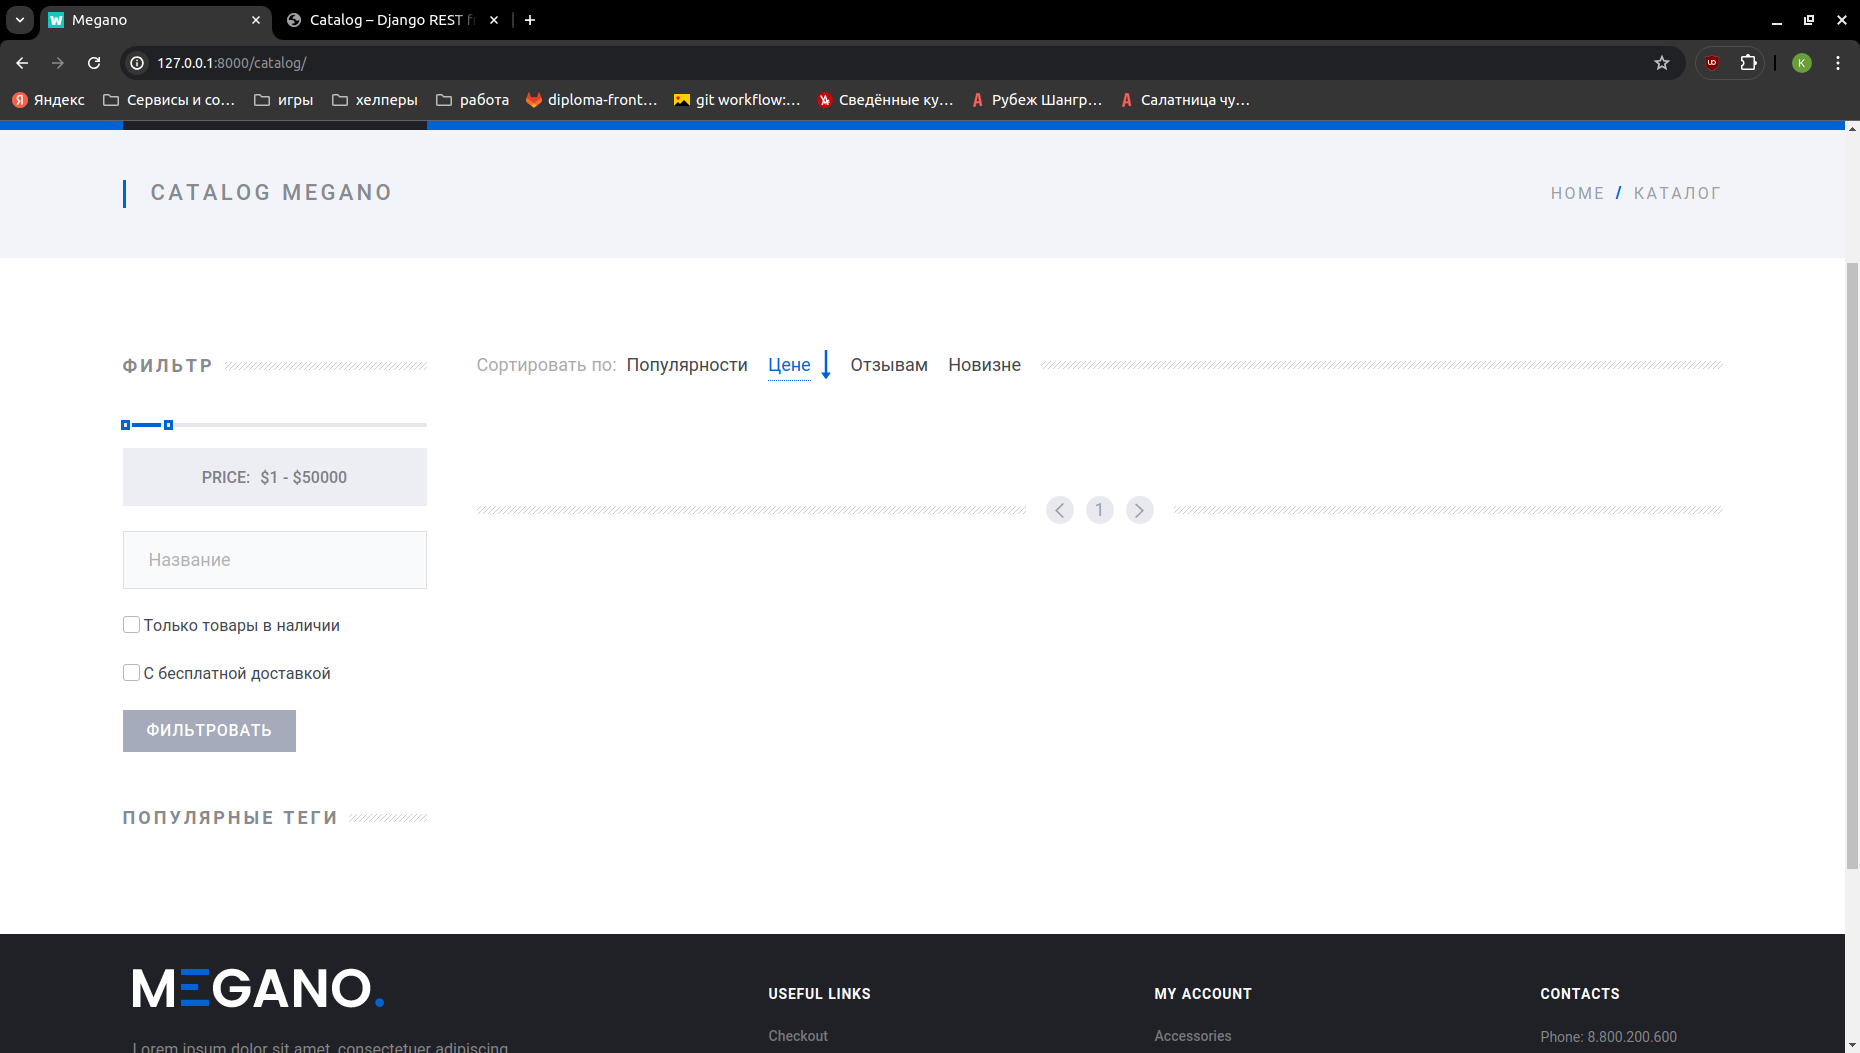 Megano
Catalog – Django REST f
127.0.0.1:8000/catalog/
K
Яндекс
Сервисы и со…
игры
хелперы
работа
diploma-front…
git workflow:…
Сведённые ку…
Рубеж Шангр…
Салатница чу…
CATALOG MEGANO
HOME / КАТАЛОГ
ФИЛЬТР
Сортировать по: Популярности Цене Отзывам Новизне
PRICE: $1 - $50000
1
Название
Только товары в наличии
С бесплатной доставкой
ФИЛЬТРОВАТЬ
ПОПУЛЯРНЫЕ ТЕГИ
MEGANO.
USEFUL LINKS
MY ACCOUNT
CONTACTS
Checkout
Accessories
Phone: 8.800.200.600
Lorem ipsum dolor sit amet, consectetuer adipiscing